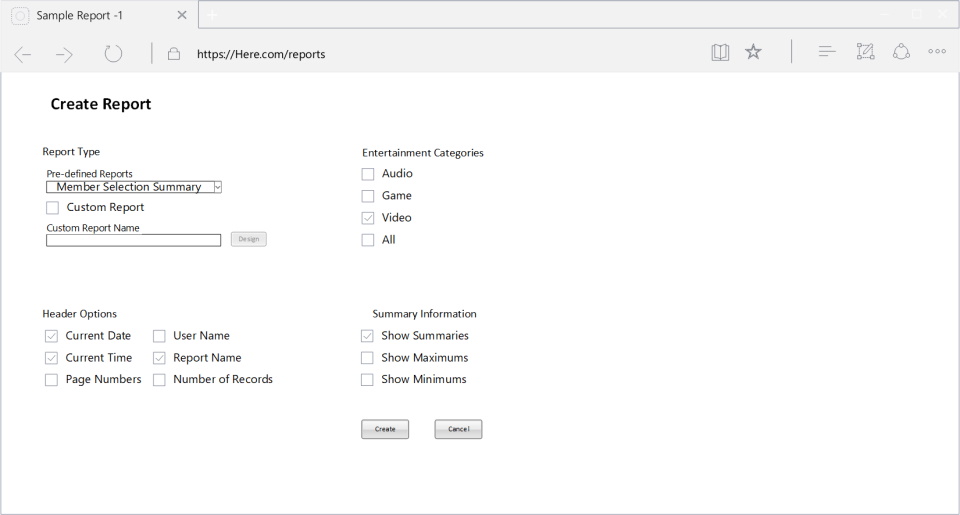 Sample Report -1
https://Here.com/reports
Create Report
Report Type
Pre-defined Reports
Member Selection Summary
Custom Report
Custom Report Name
Design
Entertainment Categories
Audio
Game
Video
All
Header Options
Current Date
User Name
Current Time
Report Name
Page Numbers
Number of Records
Summary Information
Show Summaries
Show Maximums
Show Minimums
Create
Cancel